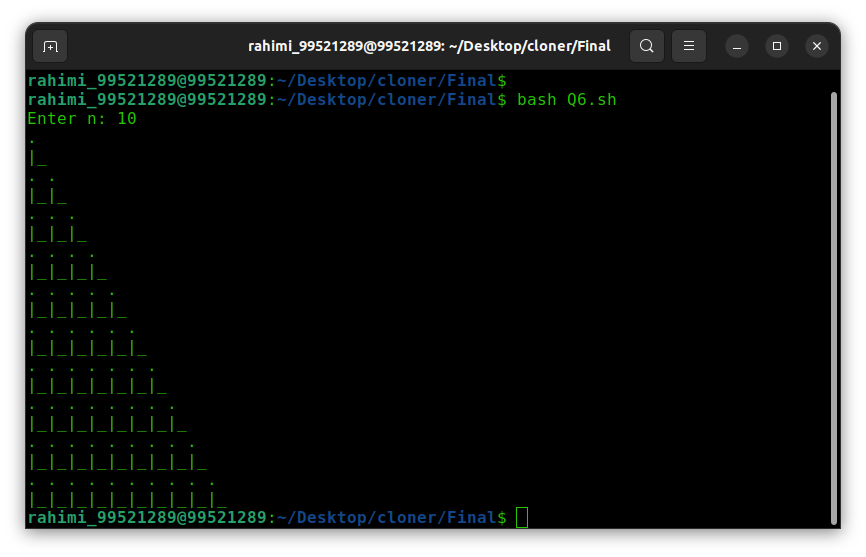 rahimi_99521289@99521289: ~/Desktop/cloner/Final
rahimi_99521289@99521289:~/Desktop/cloner/Final$
rahimi_99521289@99521289:~/Desktop/cloner/Final$ bash Q6.sh
Enter n: 10
.
|_
. .
|_|_
. . .
|_|_|_
. . . .
|_|_|_|_
. . . . .
|_|_|_|_|_
. . . . . .
|_|_|_|_|_|_
. . . . . . .
|_|_|_|_|_|_|_
. . . . . . . .
|_|_|_|_|_|_|_|_
. . . . . . . . .
|_|_|_|_|_|_|_|_|_
. . . . . . . . . .
|_|_|_|_|_|_|_|_|_|_
rahimi_99521289@99521289:~/Desktop/cloner/Final$